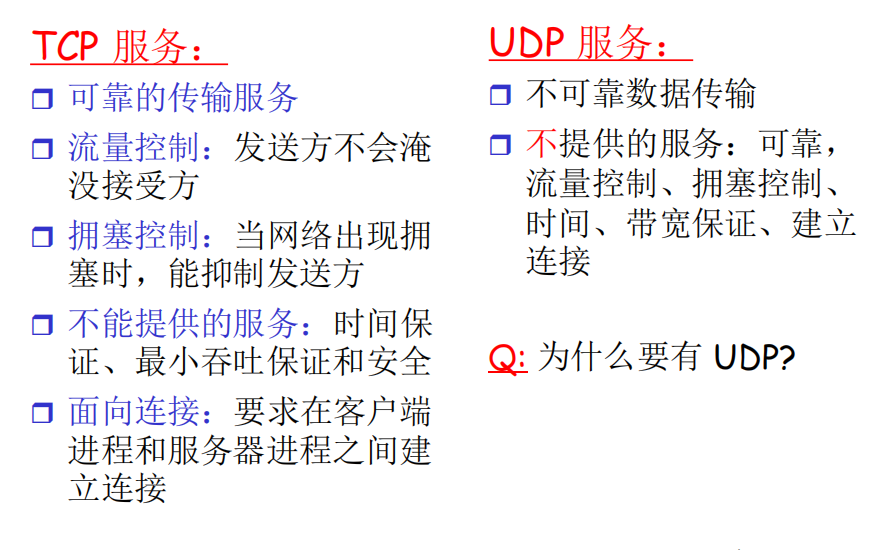 TCP 服务：
可靠的传输服务
流量控制：发送方不会淹
没接受方
拥塞控制：当网络出现拥
塞时，能抑制发送方
不能提供的服务：时间保
证、最小吞吐保证和安全
面向连接：要求在客户端
进程和服务器进程之间建
立连接
UDP 服务：
不可靠数据传输
不提供的服务：可靠，
流量控制、拥塞控制、
时间、带宽保证、建立
连接
Q: 为什么要有 UDP?